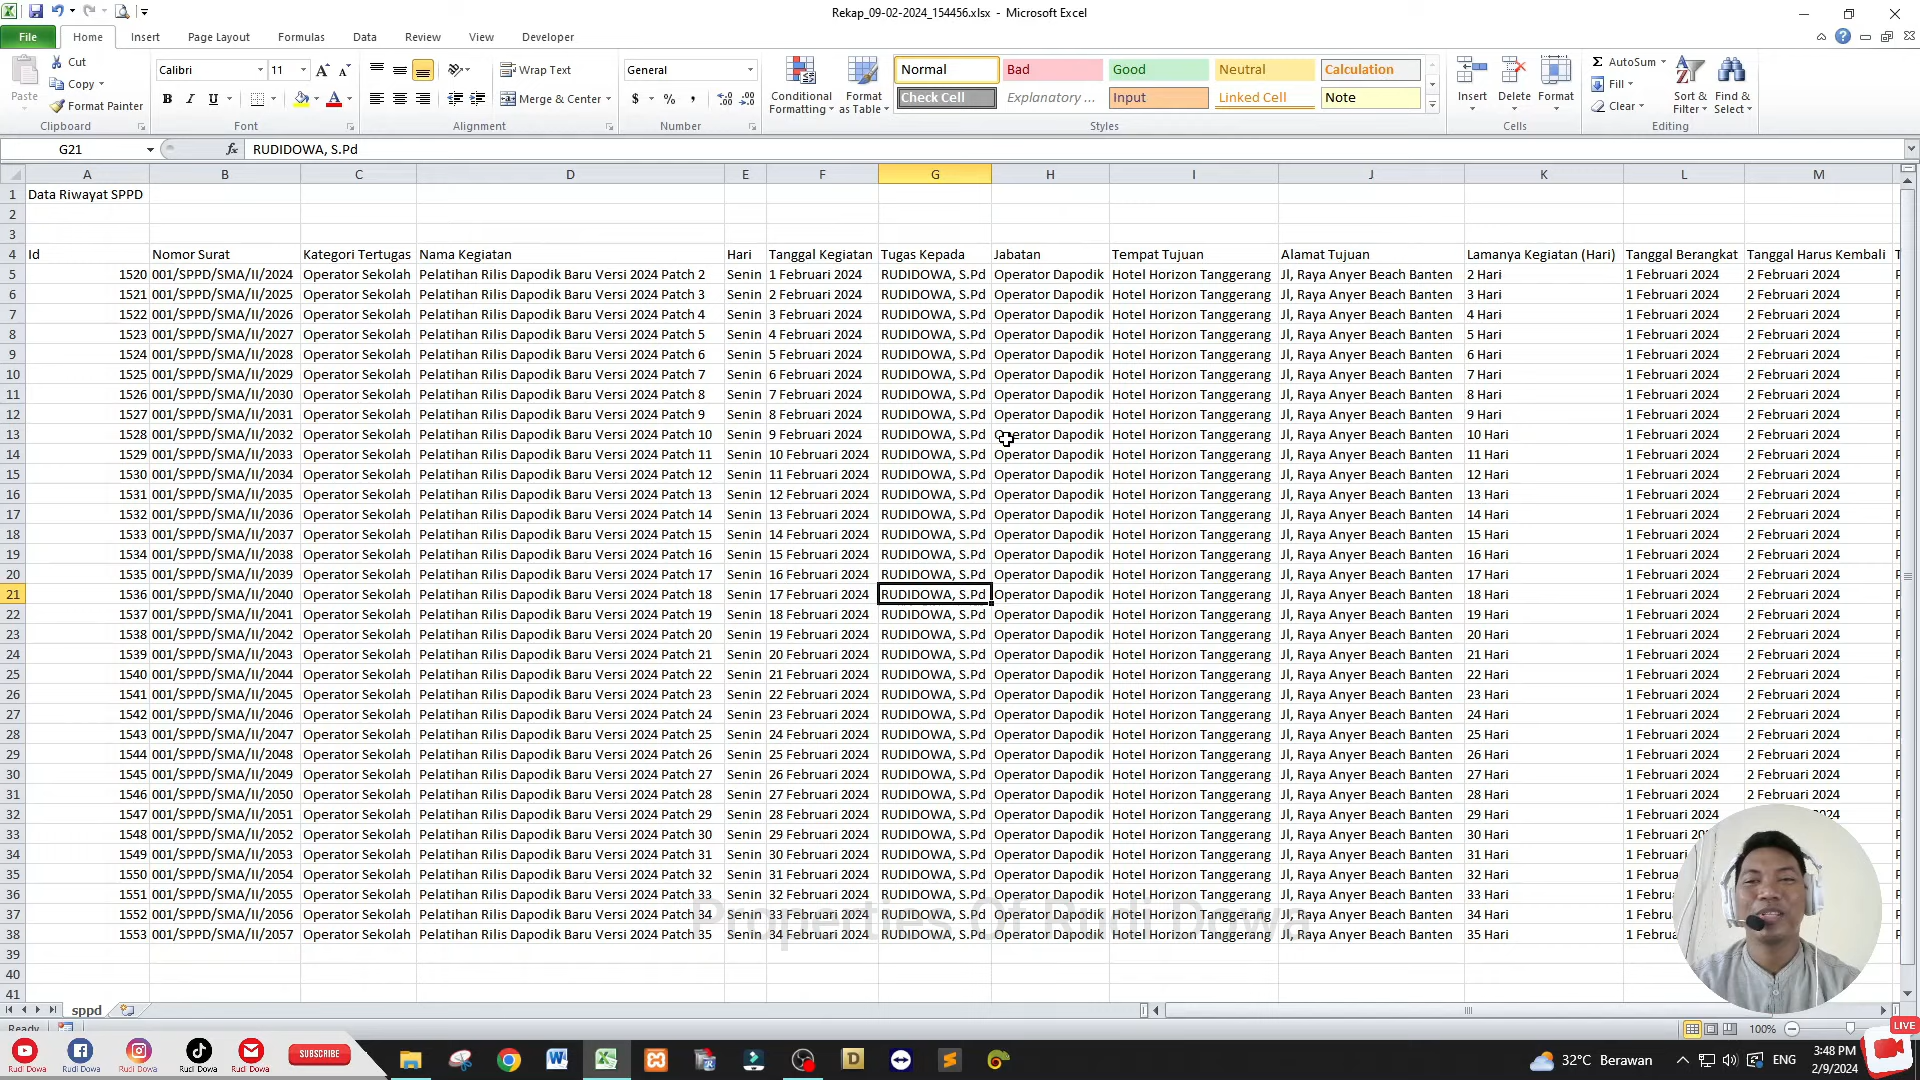 Rekap_09-02-2024_154456.xlsx - Microsoft Excel
File Home Insert Page Layout Formulas Data Review View Developer
Cut
Copy
Format Painter
Paste
Clipboard
Calibri 11
B I U
Font
Wrap Text
Merge & Center
Alignment
General
$ % ,
Number
Conditional Formatting
Format as Table
Normal Bad Good Neutral Calculation
Check Cell Explanatory ... Input Linked Cell Note
Styles
Insert Delete Format
Cells
AutoSum
Fill
Clear
Sort & Filter
Find & Select
Editing
G21 fx RUDIDOWA, S.Pd
A B C D E F G H I J K L M
1 Data Riwayat SPPD
2
3
4 Id Nomor Surat Kategori Tertugas Nama Kegiatan Hari Tanggal Kegiatan Tugas Kepada Jabatan Tempat Tujuan Alamat Tujuan Lamanya Kegiatan (Hari) Tanggal Berangkat Tanggal Harus Kembali
5 1520 001/SPPD/SMA/II/2024 Operator Sekolah Pelatihan Rilis Dapodik Baru Versi 2024 Patch 2 Senin 1 Februari 2024 RUDIDOWA, S.Pd Operator Dapodik Hotel Horizon Tanggerang Jl, Raya Anyer Beach Banten 2 Hari 1 Februari 2024 2 Februari 2024
6 1521 001/SPPD/SMA/II/2025 Operator Sekolah Pelatihan Rilis Dapodik Baru Versi 2024 Patch 3 Senin 2 Februari 2024 RUDIDOWA, S.Pd Operator Dapodik Hotel Horizon Tanggerang Jl, Raya Anyer Beach Banten 3 Hari 1 Februari 2024 2 Februari 2024
7 1522 001/SPPD/SMA/II/2026 Operator Sekolah Pelatihan Rilis Dapodik Baru Versi 2024 Patch 4 Senin 3 Februari 2024 RUDIDOWA, S.Pd Operator Dapodik Hotel Horizon Tanggerang Jl, Raya Anyer Beach Banten 4 Hari 1 Februari 2024 2 Februari 2024
8 1523 001/SPPD/SMA/II/2027 Operator Sekolah Pelatihan Rilis Dapodik Baru Versi 2024 Patch 5 Senin 4 Februari 2024 RUDIDOWA, S.Pd Operator Dapodik Hotel Horizon Tanggerang Jl, Raya Anyer Beach Banten 5 Hari 1 Februari 2024 2 Februari 2024
9 1524 001/SPPD/SMA/II/2028 Operator Sekolah Pelatihan Rilis Dapodik Baru Versi 2024 Patch 6 Senin 5 Februari 2024 RUDIDOWA, S.Pd Operator Dapodik Hotel Horizon Tanggerang Jl, Raya Anyer Beach Banten 6 Hari 1 Februari 2024 2 Februari 2024
10 1525 001/SPPD/SMA/II/2029 Operator Sekolah Pelatihan Rilis Dapodik Baru Versi 2024 Patch 7 Senin 6 Februari 2024 RUDIDOWA, S.Pd Operator Dapodik Hotel Horizon Tanggerang Jl, Raya Anyer Beach Banten 7 Hari 1 Februari 2024 2 Februari 2024
11 1526 001/SPPD/SMA/II/2030 Operator Sekolah Pelatihan Rilis Dapodik Baru Versi 2024 Patch 8 Senin 7 Februari 2024 RUDIDOWA, S.Pd Operator Dapodik Hotel Horizon Tanggerang Jl, Raya Anyer Beach Banten 8 Hari 1 Februari 2024 2 Februari 2024
12 1527 001/SPPD/SMA/II/2031 Operator Sekolah Pelatihan Rilis Dapodik Baru Versi 2024 Patch 9 Senin 8 Februari 2024 RUDIDOWA, S.Pd Operator Dapodik Hotel Horizon Tanggerang Jl, Raya Anyer Beach Banten 9 Hari 1 Februari 2024 2 Februari 2024
13 1528 001/SPPD/SMA/II/2032 Operator Sekolah Pelatihan Rilis Dapodik Baru Versi 2024 Patch 10 Senin 9 Februari 2024 RUDIDOWA, S.Pd Operator Dapodik Hotel Horizon Tanggerang Jl, Raya Anyer Beach Banten 10 Hari 1 Februari 2024 2 Februari 2024
14 1529 001/SPPD/SMA/II/2033 Operator Sekolah Pelatihan Rilis Dapodik Baru Versi 2024 Patch 11 Senin 10 Februari 2024 RUDIDOWA, S.Pd Operator Dapodik Hotel Horizon Tanggerang Jl, Raya Anyer Beach Banten 11 Hari 1 Februari 2024 2 Februari 2024
15 1530 001/SPPD/SMA/II/2034 Operator Sekolah Pelatihan Rilis Dapodik Baru Versi 2024 Patch 12 Senin 11 Februari 2024 RUDIDOWA, S.Pd Operator Dapodik Hotel Horizon Tanggerang Jl, Raya Anyer Beach Banten 12 Hari 1 Februari 2024 2 Februari 2024
16 1531 001/SPPD/SMA/II/2035 Operator Sekolah Pelatihan Rilis Dapodik Baru Versi 2024 Patch 13 Senin 12 Februari 2024 RUDIDOWA, S.Pd Operator Dapodik Hotel Horizon Tanggerang Jl, Raya Anyer Beach Banten 13 Hari 1 Februari 2024 2 Februari 2024
17 1532 001/SPPD/SMA/II/2036 Operator Sekolah Pelatihan Rilis Dapodik Baru Versi 2024 Patch 14 Senin 13 Februari 2024 RUDIDOWA, S.Pd Operator Dapodik Hotel Horizon Tanggerang Jl, Raya Anyer Beach Banten 14 Hari 1 Februari 2024 2 Februari 2024
18 1533 001/SPPD/SMA/II/2037 Operator Sekolah Pelatihan Rilis Dapodik Baru Versi 2024 Patch 15 Senin 14 Februari 2024 RUDIDOWA, S.Pd Operator Dapodik Hotel Horizon Tanggerang Jl, Raya Anyer Beach Banten 15 Hari 1 Februari 2024 2 Februari 2024
19 1534 001/SPPD/SMA/II/2038 Operator Sekolah Pelatihan Rilis Dapodik Baru Versi 2024 Patch 16 Senin 15 Februari 2024 RUDIDOWA, S.Pd Operator Dapodik Hotel Horizon Tanggerang Jl, Raya Anyer Beach Banten 16 Hari 1 Februari 2024 2 Februari 2024
20 1535 001/SPPD/SMA/II/2039 Operator Sekolah Pelatihan Rilis Dapodik Baru Versi 2024 Patch 17 Senin 16 Februari 2024 RUDIDOWA, S.Pd Operator Dapodik Hotel Horizon Tanggerang Jl, Raya Anyer Beach Banten 17 Hari 1 Februari 2024 2 Februari 2024
21 1536 001/SPPD/SMA/II/2040 Operator Sekolah Pelatihan Rilis Dapodik Baru Versi 2024 Patch 18 Senin 17 Februari 2024 RUDIDOWA, S.Pd Operator Dapodik Hotel Horizon Tanggerang Jl, Raya Anyer Beach Banten 18 Hari 1 Februari 2024 2 Februari 2024
22 1537 001/SPPD/SMA/II/2041 Operator Sekolah Pelatihan Rilis Dapodik Baru Versi 2024 Patch 19 Senin 18 Februari 2024 RUDIDOWA, S.Pd Operator Dapodik Hotel Horizon Tanggerang Jl, Raya Anyer Beach Banten 19 Hari 1 Februari 2024 2 Februari 2024
23 1538 001/SPPD/SMA/II/2042 Operator Sekolah Pelatihan Rilis Dapodik Baru Versi 2024 Patch 20 Senin 19 Februari 2024 RUDIDOWA, S.Pd Operator Dapodik Hotel Horizon Tanggerang Jl, Raya Anyer Beach Banten 20 Hari 1 Februari 2024 2 Februari 2024
24 1539 001/SPPD/SMA/II/2043 Operator Sekolah Pelatihan Rilis Dapodik Baru Versi 2024 Patch 21 Senin 20 Februari 2024 RUDIDOWA, S.Pd Operator Dapodik Hotel Horizon Tanggerang Jl, Raya Anyer Beach Banten 21 Hari 1 Februari 2024 2 Februari 2024
25 1540 001/SPPD/SMA/II/2044 Operator Sekolah Pelatihan Rilis Dapodik Baru Versi 2024 Patch 22 Senin 21 Februari 2024 RUDIDOWA, S.Pd Operator Dapodik Hotel Horizon Tanggerang Jl, Raya Anyer Beach Banten 22 Hari 1 Februari 2024 2 Februari 2024
26 1541 001/SPPD/SMA/II/2045 Operator Sekolah Pelatihan Rilis Dapodik Baru Versi 2024 Patch 23 Senin 22 Februari 2024 RUDIDOWA, S.Pd Operator Dapodik Hotel Horizon Tanggerang Jl, Raya Anyer Beach Banten 23 Hari 1 Februari 2024 2 Februari 2024
27 1542 001/SPPD/SMA/II/2046 Operator Sekolah Pelatihan Rilis Dapodik Baru Versi 2024 Patch 24 Senin 23 Februari 2024 RUDIDOWA, S.Pd Operator Dapodik Hotel Horizon Tanggerang Jl, Raya Anyer Beach Banten 24 Hari 1 Februari 2024 2 Februari 2024
28 1543 001/SPPD/SMA/II/2047 Operator Sekolah Pelatihan Rilis Dapodik Baru Versi 2024 Patch 25 Senin 24 Februari 2024 RUDIDOWA, S.Pd Operator Dapodik Hotel Horizon Tanggerang Jl, Raya Anyer Beach Banten 25 Hari 1 Februari 2024 2 Februari 2024
29 1544 001/SPPD/SMA/II/2048 Operator Sekolah Pelatihan Rilis Dapodik Baru Versi 2024 Patch 26 Senin 25 Februari 2024 RUDIDOWA, S.Pd Operator Dapodik Hotel Horizon Tanggerang Jl, Raya Anyer Beach Banten 26 Hari 1 Februari 2024 2 Februari 2024
30 1545 001/SPPD/SMA/II/2049 Operator Sekolah Pelatihan Rilis Dapodik Baru Versi 2024 Patch 27 Senin 26 Februari 2024 RUDIDOWA, S.Pd Operator Dapodik Hotel Horizon Tanggerang Jl, Raya Anyer Beach Banten 27 Hari 1 Februari 2024 2 Februari 2024
31 1546 001/SPPD/SMA/II/2050 Operator Sekolah Pelatihan Rilis Dapodik Baru Versi 2024 Patch 28 Senin 27 Februari 2024 RUDIDOWA, S.Pd Operator Dapodik Hotel Horizon Tanggerang Jl, Raya Anyer Beach Banten 28 Hari 1 Februari 2024 2 Februari 2024
32 1547 001/SPPD/SMA/II/2051 Operator Sekolah Pelatihan Rilis Dapodik Baru Versi 2024 Patch 29 Senin 28 Februari 2024 RUDIDOWA, S.Pd Operator Dapodik Hotel Horizon Tanggerang Jl, Raya Anyer Beach Banten 29 Hari 1 Februari 2024
33 1548 001/SPPD/SMA/II/2052 Operator Sekolah Pelatihan Rilis Dapodik Baru Versi 2024 Patch 30 Senin 29 Februari 2024 RUDIDOWA, S.Pd Operator Dapodik Hotel Horizon Tanggerang Jl, Raya Anyer Beach Banten 30 Hari 1 Februari
34 1549 001/SPPD/SMA/II/2053 Operator Sekolah Pelatihan Rilis Dapodik Baru Versi 2024 Patch 31 Senin 30 Februari 2024 RUDIDOWA, S.Pd Operator Dapodik Hotel Horizon Tanggerang Jl, Raya Anyer Beach Banten 31 Hari 1
35 1550 001/SPPD/SMA/II/2054 Operator Sekolah Pelatihan Rilis Dapodik Baru Versi 2024 Patch 32 Senin 31 Februari 2024 RUDIDOWA, S.Pd Operator Dapodik Hotel Horizon Tanggerang Jl, Raya Anyer Beach Banten 32 Hari 1
36 1551 001/SPPD/SMA/II/2055 Operator Sekolah Pelatihan Rilis Dapodik Baru Versi 2024 Patch 33 Senin 32 Februari 2024 RUDIDOWA, S.Pd Operator Dapodik Hotel Horizon Tanggerang Jl, Raya Anyer Beach Banten 33 Hari 1
37 1552 001/SPPD/SMA/II/2056 Operator Sekolah Pelatihan Rilis Dapodik Baru Versi 2024 Patch 34 Senin 33 Februari 2024 RUDIDOWA, S.Pd Operator Dapodik Hotel Horizon Tanggerang Jl, Raya Anyer Beach Banten 34 Hari 1
38 1553 001/SPPD/SMA/II/2057 Operator Sekolah Pelatihan Rilis Dapodik Baru Versi 2024 Patch 35 Senin 34 Februari 2024 RUDIDOWA, S.Pd Operator Dapodik Hotel Horizon Tanggerang Jl, Raya Anyer Beach Banten 35 Hari 1
Properties Of Rudi Dowa
39
40
41
sppd
Ready
100%
LIVE
Rudi Dowa Rudi Dowa Rudi Dowa Rudi Dowa Rudi Dowa
SUBSCRIBE
32°C Berawan
ENG
3:48 PM
2/9/2024